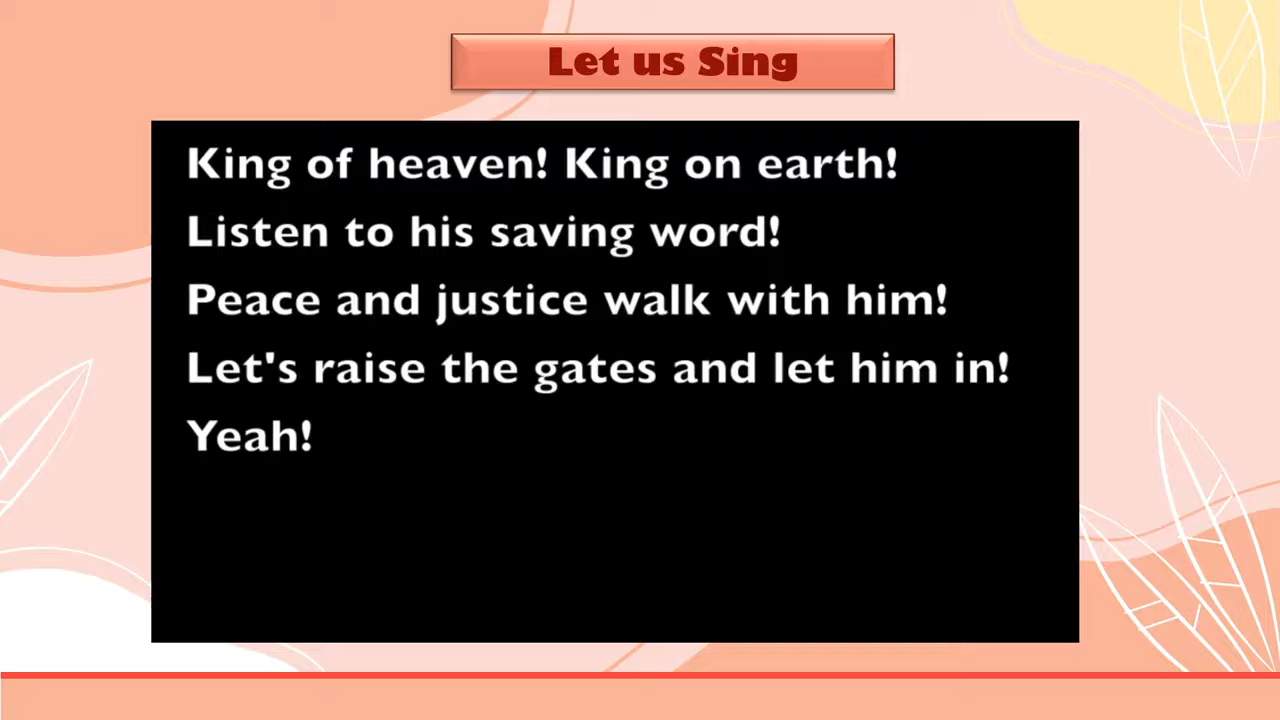 Let us Sing
King of heaven! King on earth!
Listen to his saving word!
Peace and justice walk with him!
Let's raise the gates and let him in!
Yeah!